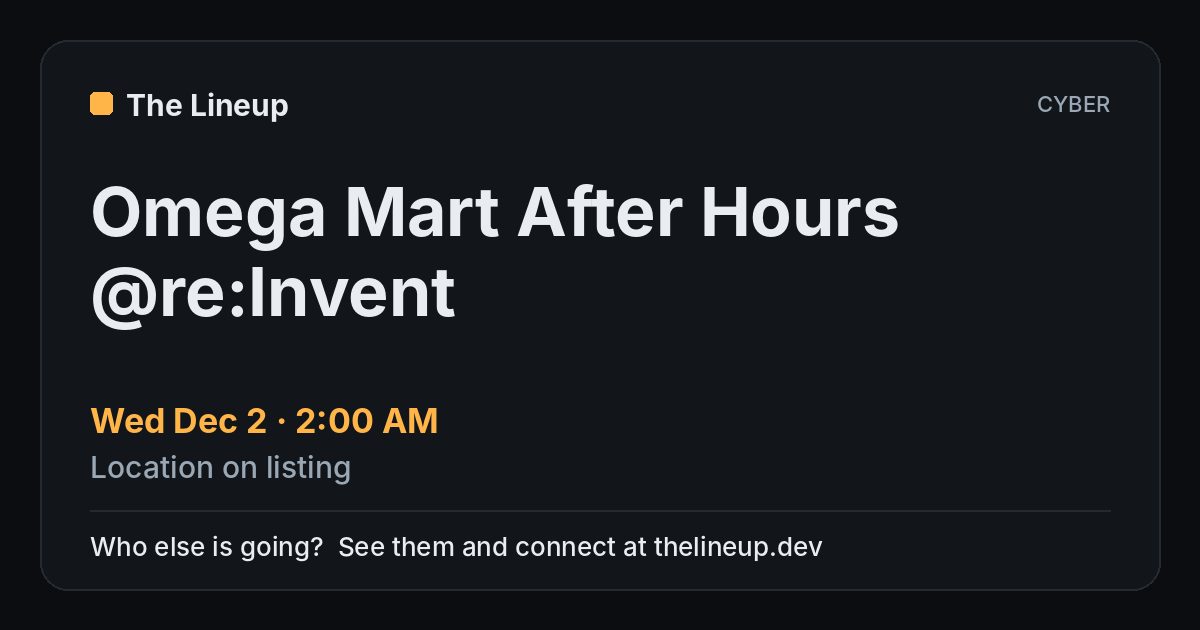 The Lineup
CYBER
Omega Mart After Hours
@re:Invent
Wed Dec 2 · 2:00 AM
Location on listing
Who else is going? See them and connect at thelineup.dev